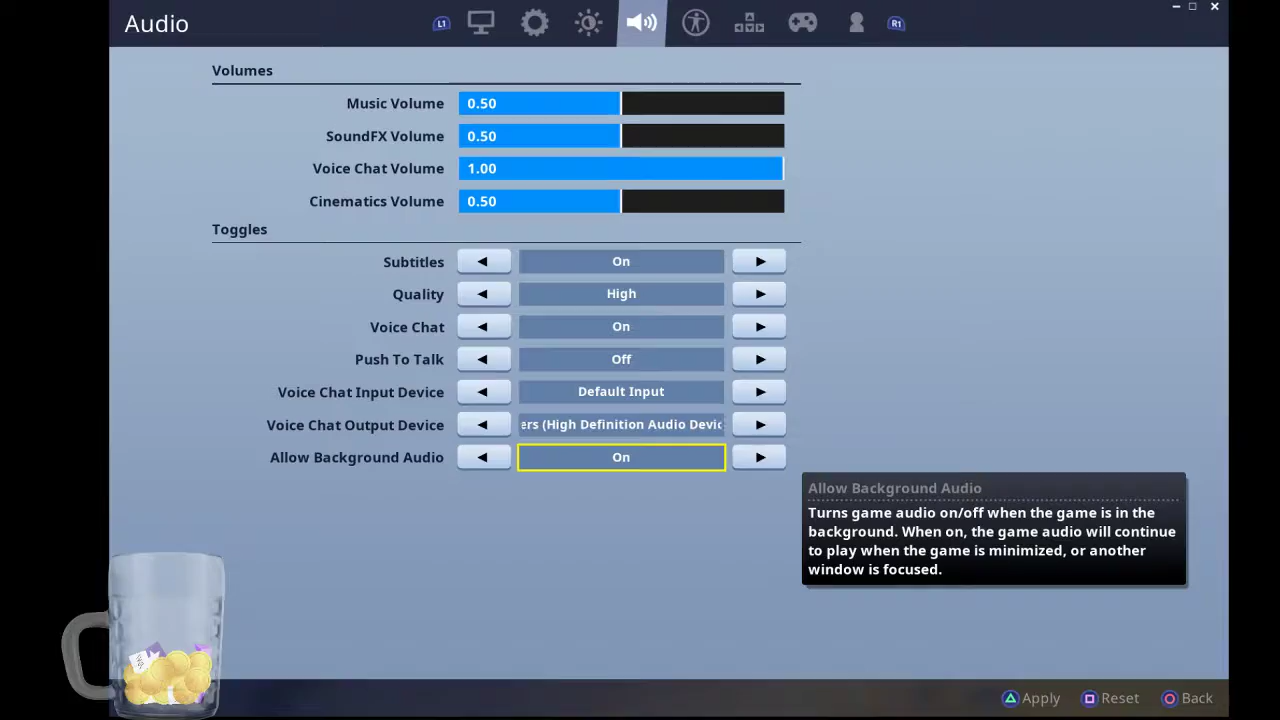 Audio
L1
R1
Volumes
Music Volume 0.50
SoundFX Volume 0.50
Voice Chat Volume 1.00
Cinematics Volume 0.50
Toggles
Subtitles ◄ On ►
Quality ◄ High ►
Voice Chat ◄ On ►
Push To Talk ◄ Off ►
Voice Chat Input Device ◄ Default Input ►
Voice Chat Output Device ◄ ers (High Definition Audio Devic ►
Allow Background Audio ◄ On ►
Allow Background Audio
Turns game audio on/off when the game is in the
background. When on, the game audio will continue
to play when the game is minimized, or another
window is focused.
Apply Reset Back